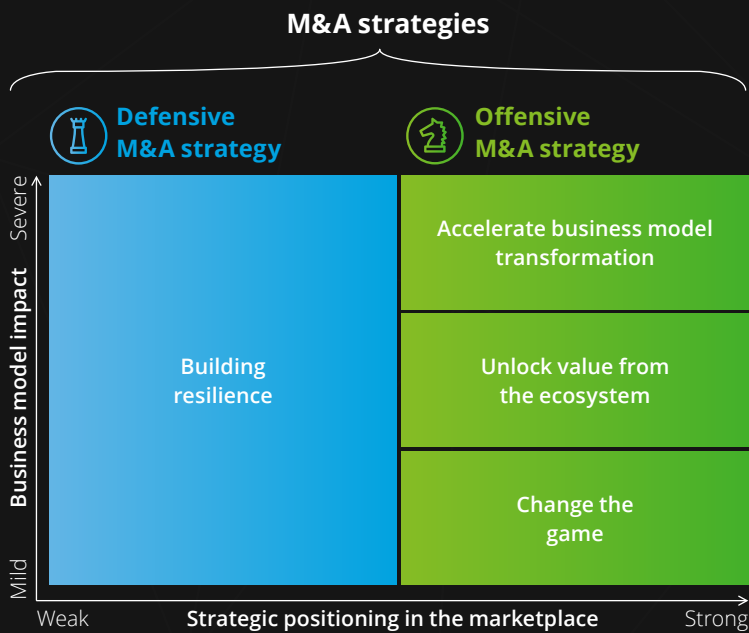 M&A strategies
Defensive
M&A strategy
Offensive
M&A strategy
Severe
Business model impact
Mild
Building
resilience
Accelerate business model
transformation
Unlock value from
the ecosystem
Change the
game
Weak
Strategic positioning in the marketplace
Strong